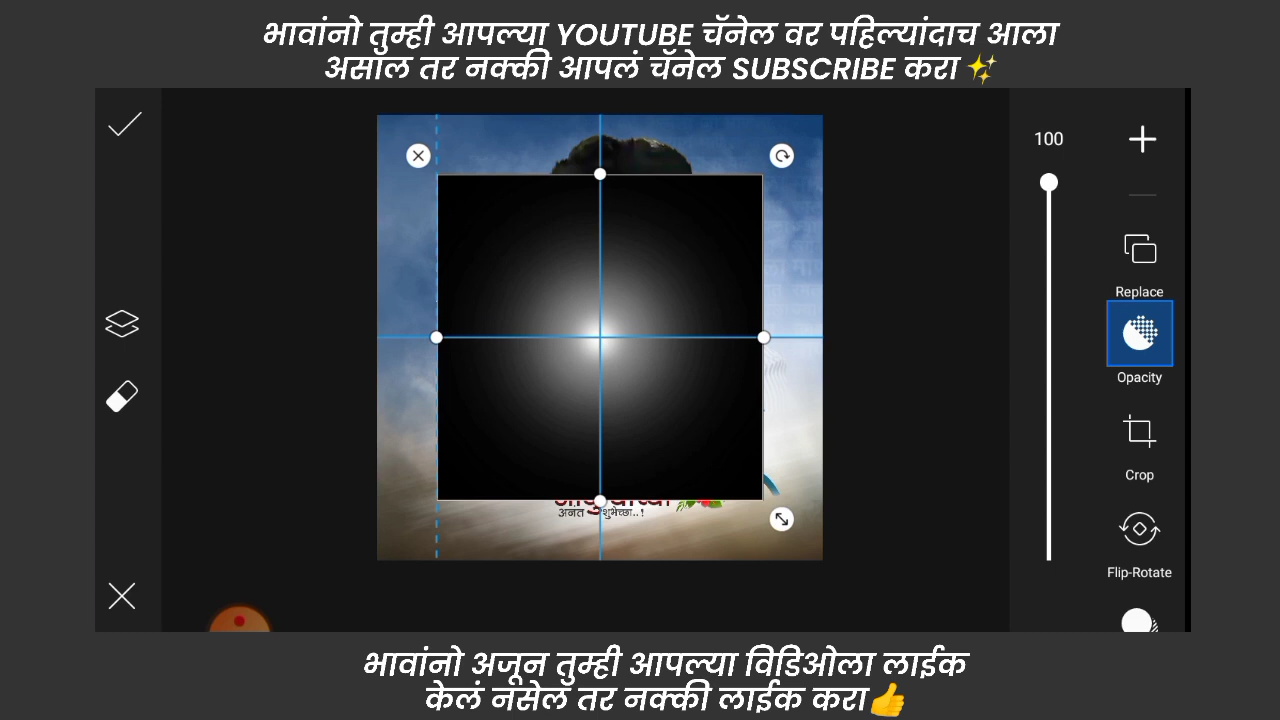 भावांनो तुम्ही आपल्या YOUTUBE चॅनेल वर पहिल्यांदाच आला
असाल तर नक्की आपलं चॅनेल SUBSCRIBE करा
100
Replace
Opacity
Crop
Flip-Rotate
अनंत शुभेच्छा..!
भावांनो अजून तुम्ही आपल्या विडिओला लाईक
केलं नसेल तर नक्की लाईक करा